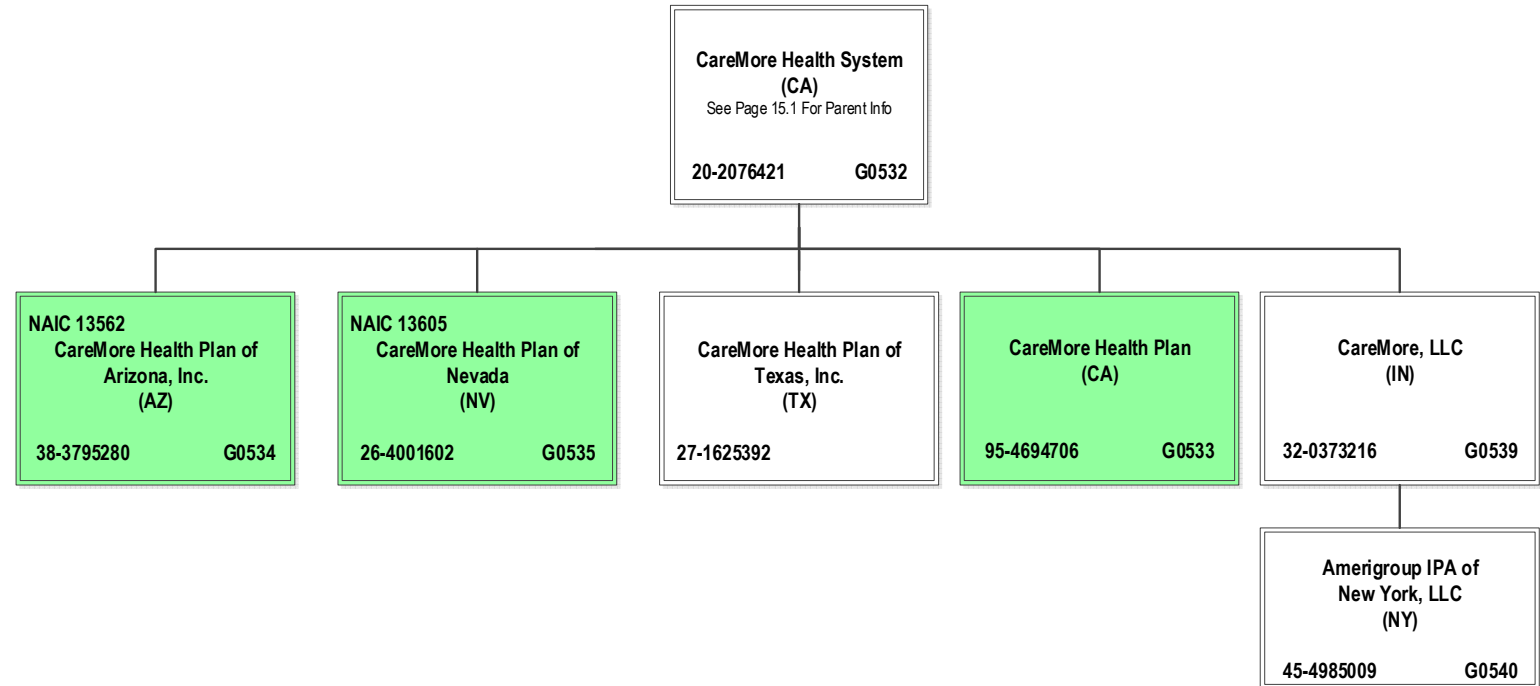 CareMore Health System
(CA)
See Page 15.1 For Parent Info
20-2076421 G0532
NAIC 13562
CareMore Health Plan of
Arizona, Inc.
(AZ)
38-3795280 G0534
NAIC 13605
CareMore Health Plan of
Nevada
(NV)
26-4001602 G0535
CareMore Health Plan of
Texas, Inc.
(TX)
27-1625392
CareMore Health Plan
(CA)
95-4694706 G0533
CareMore, LLC
(IN)
32-0373216 G0539
Amerigroup IPA of
New York, LLC
(NY)
45-4985009 G0540